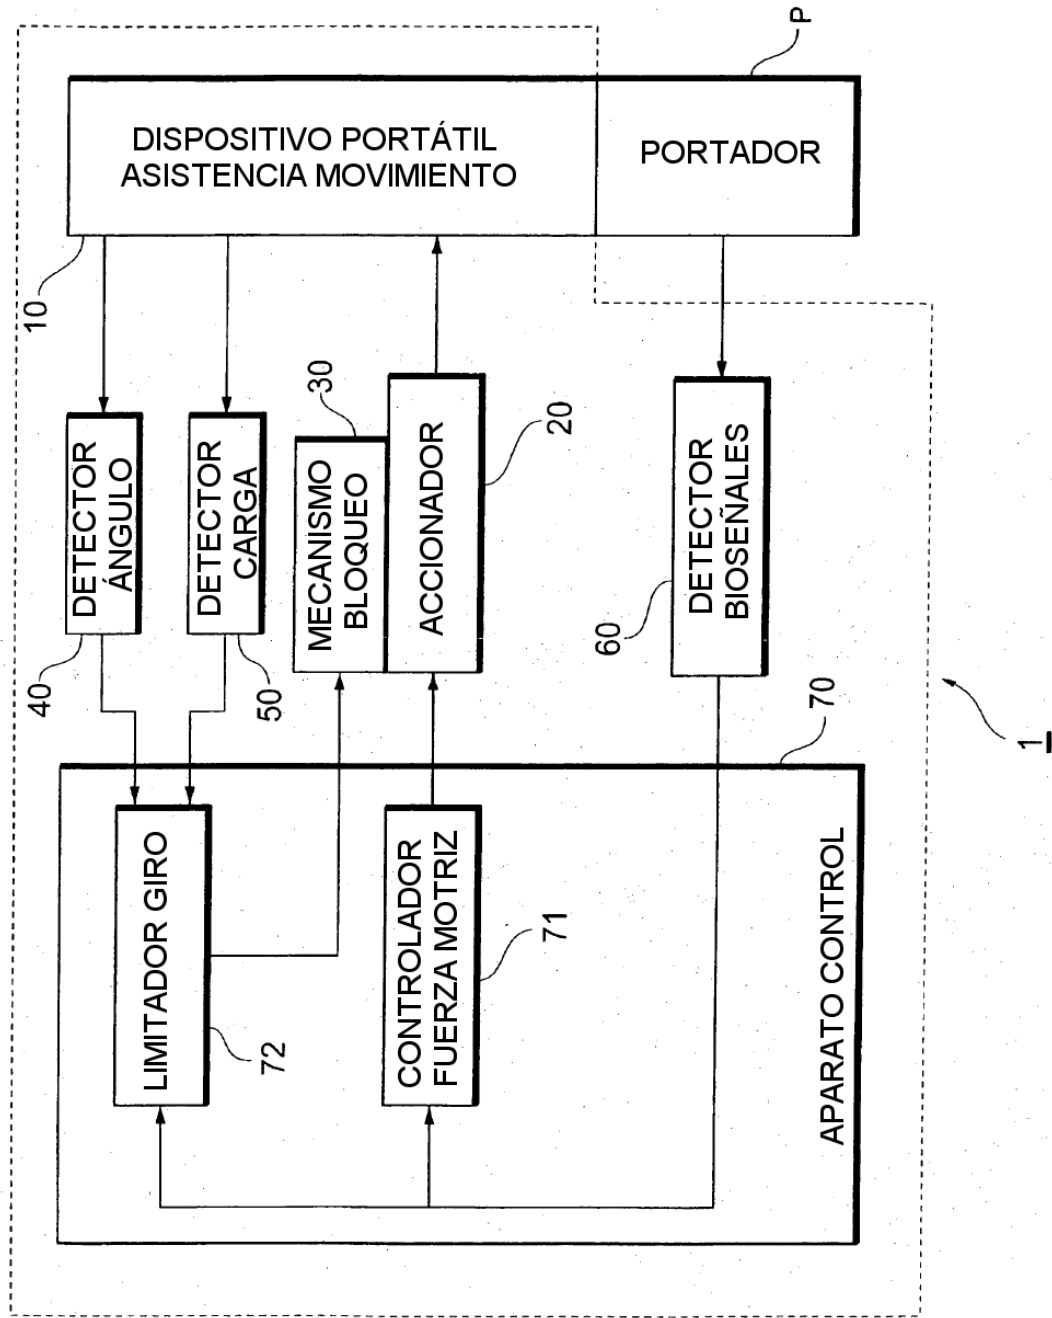 P
DISPOSITIVO PORTÁTIL
ASISTENCIA MOVIMIENTO
PORTADOR
10
30
20
DETECTOR
ÁNGULO
DETECTOR
CARGA
MECANISMO
BLOQUEO
ACCIONADOR
DETECTOR
BIOSEÑALES
40
50
60
70
1
LIMITADOR GIRO
CONTROLADOR
FUERZA MOTRIZ
72
71
APARATO CONTROL